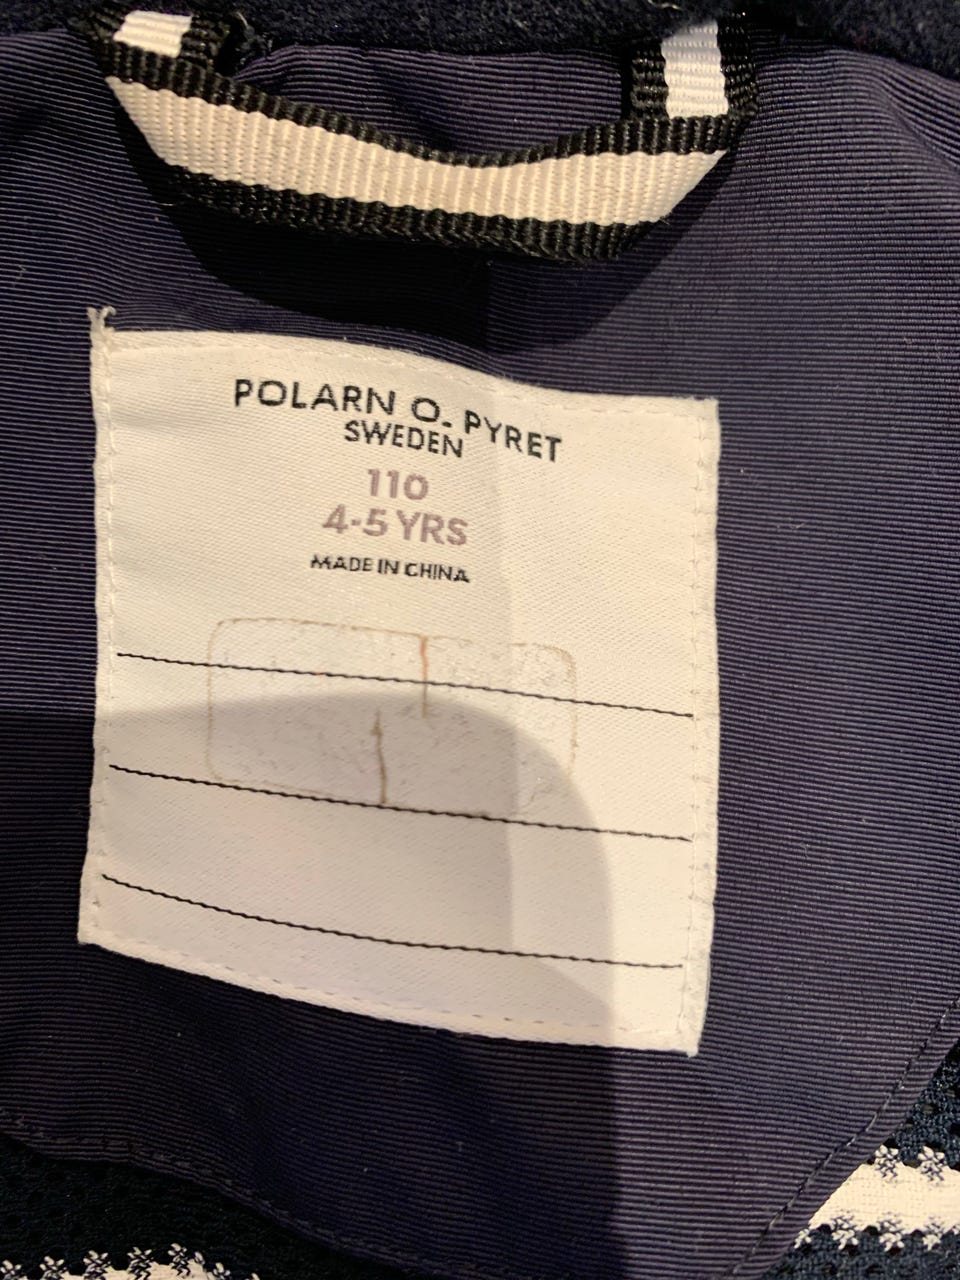 POLARN O. PYRET
SWEDEN
110
4-5 YRS
MADE IN CHINA